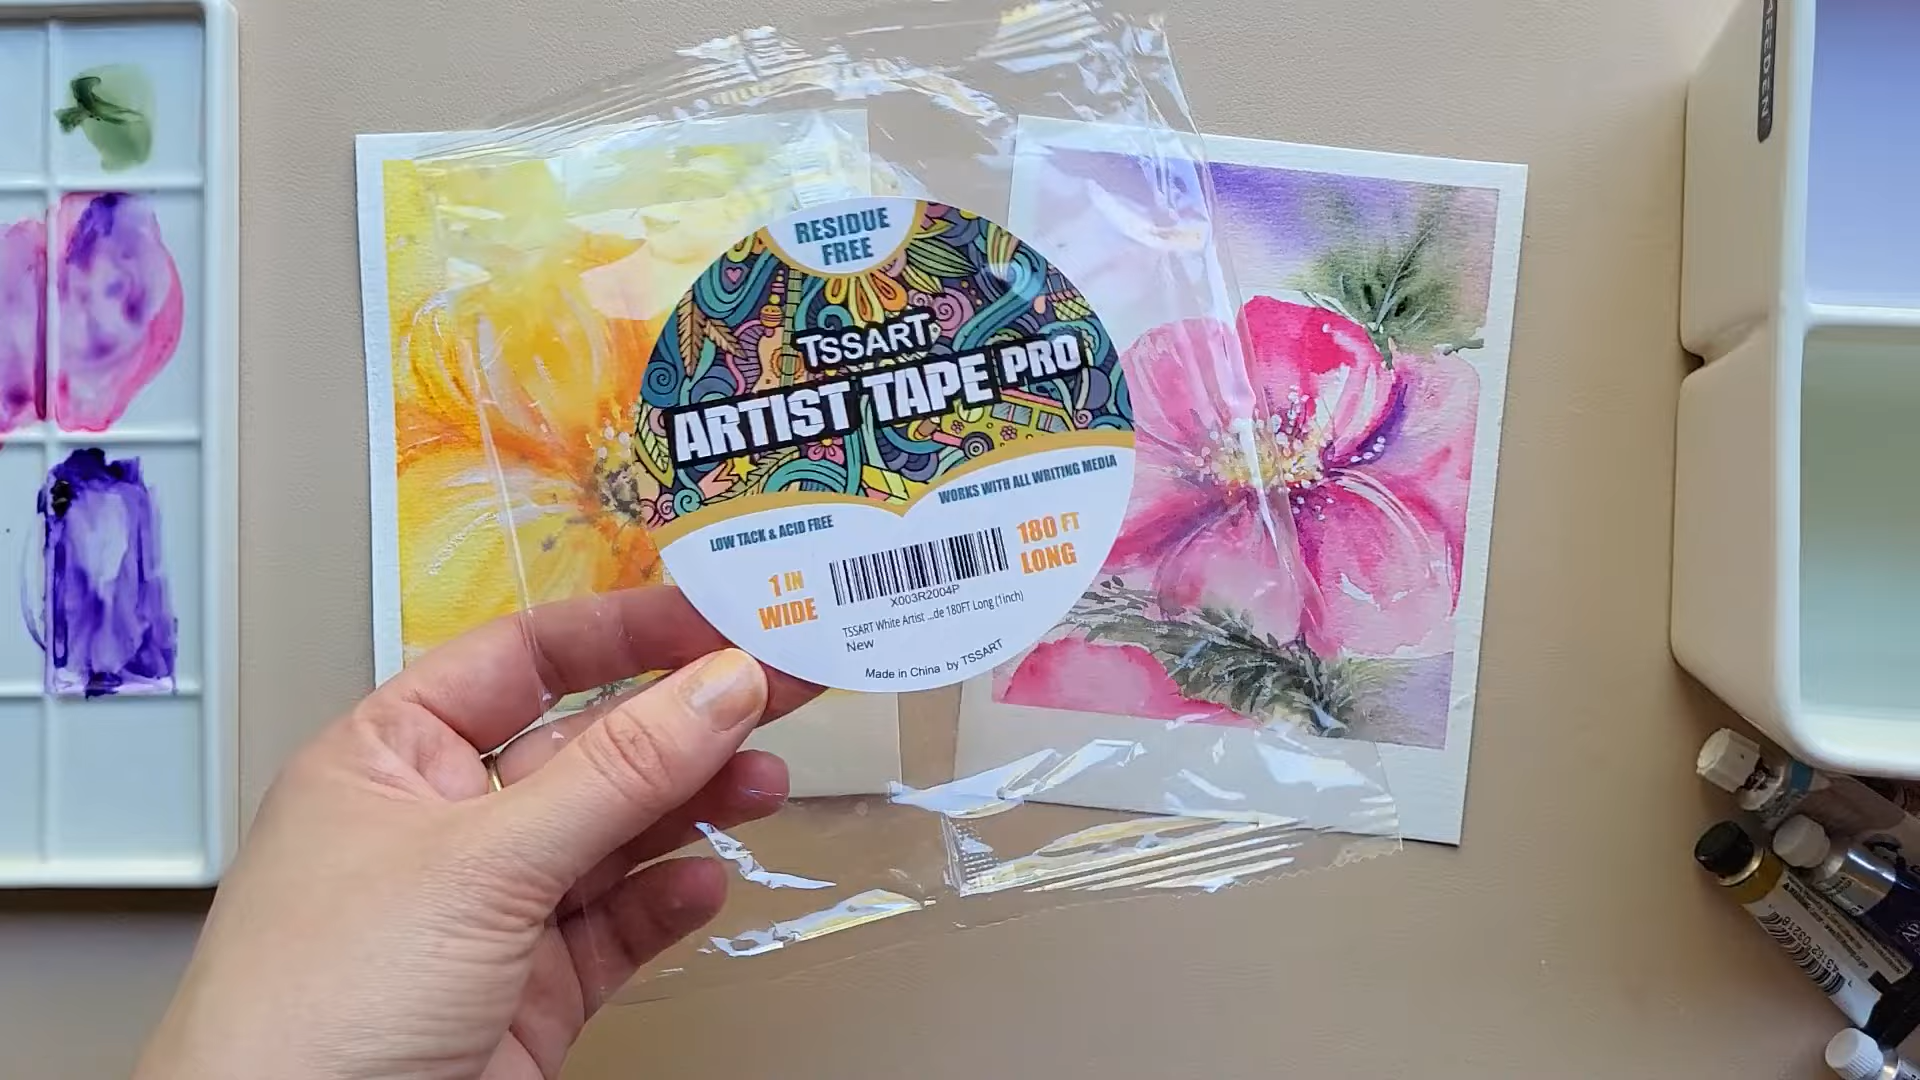 RESIDUE
FREE
TSSART
ARTIST TAPE PRO
LOW TACK & ACID FREE
WORKS WITH ALL WRITING MEDIA
1 IN
WIDE
180 FT
LONG
X003R2004P
TSSART White Artist ...de 180FT Long (1inch)
New
Made in China by TSSART
MEEDEN